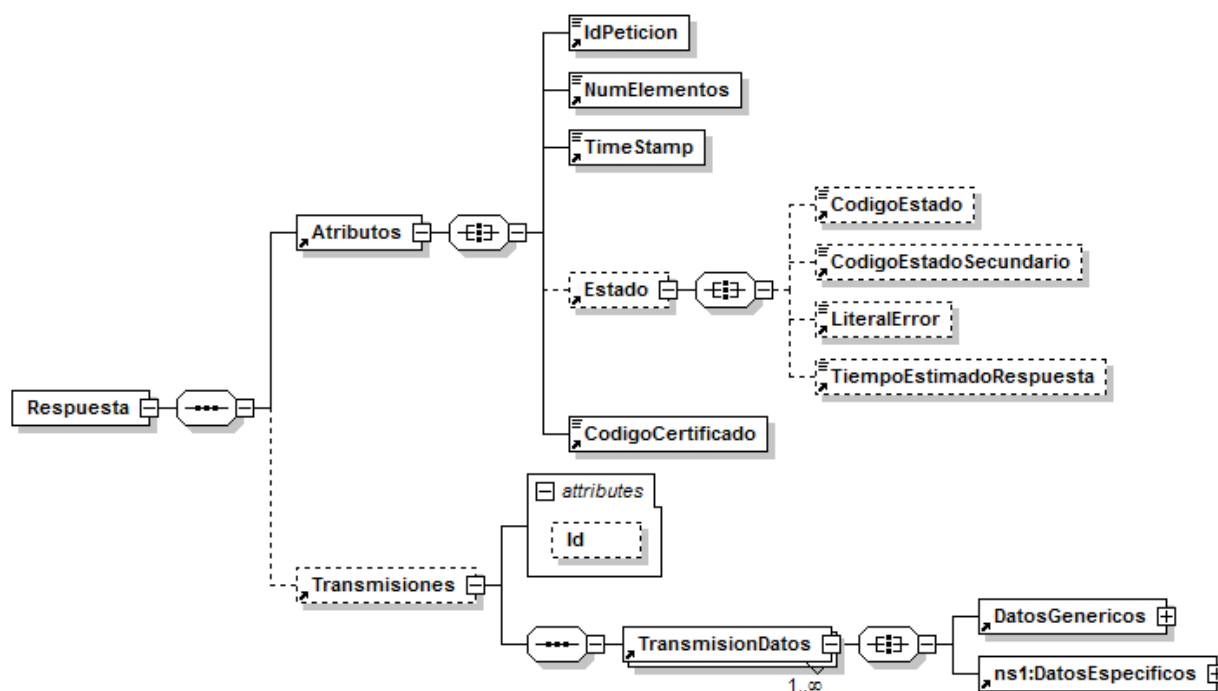 IdPeticion
NumElementos
TimeStamp
CodigoEstado
Atributos
CodigoEstadoSecundario
Estado
LiteralError
TiempoEstimadoRespuesta
Respuesta
CodigoCertificado
attributes
Id
Transmisiones
DatosGenericos
TransmisionDatos
ns1:DatosEspecificos
1..∞